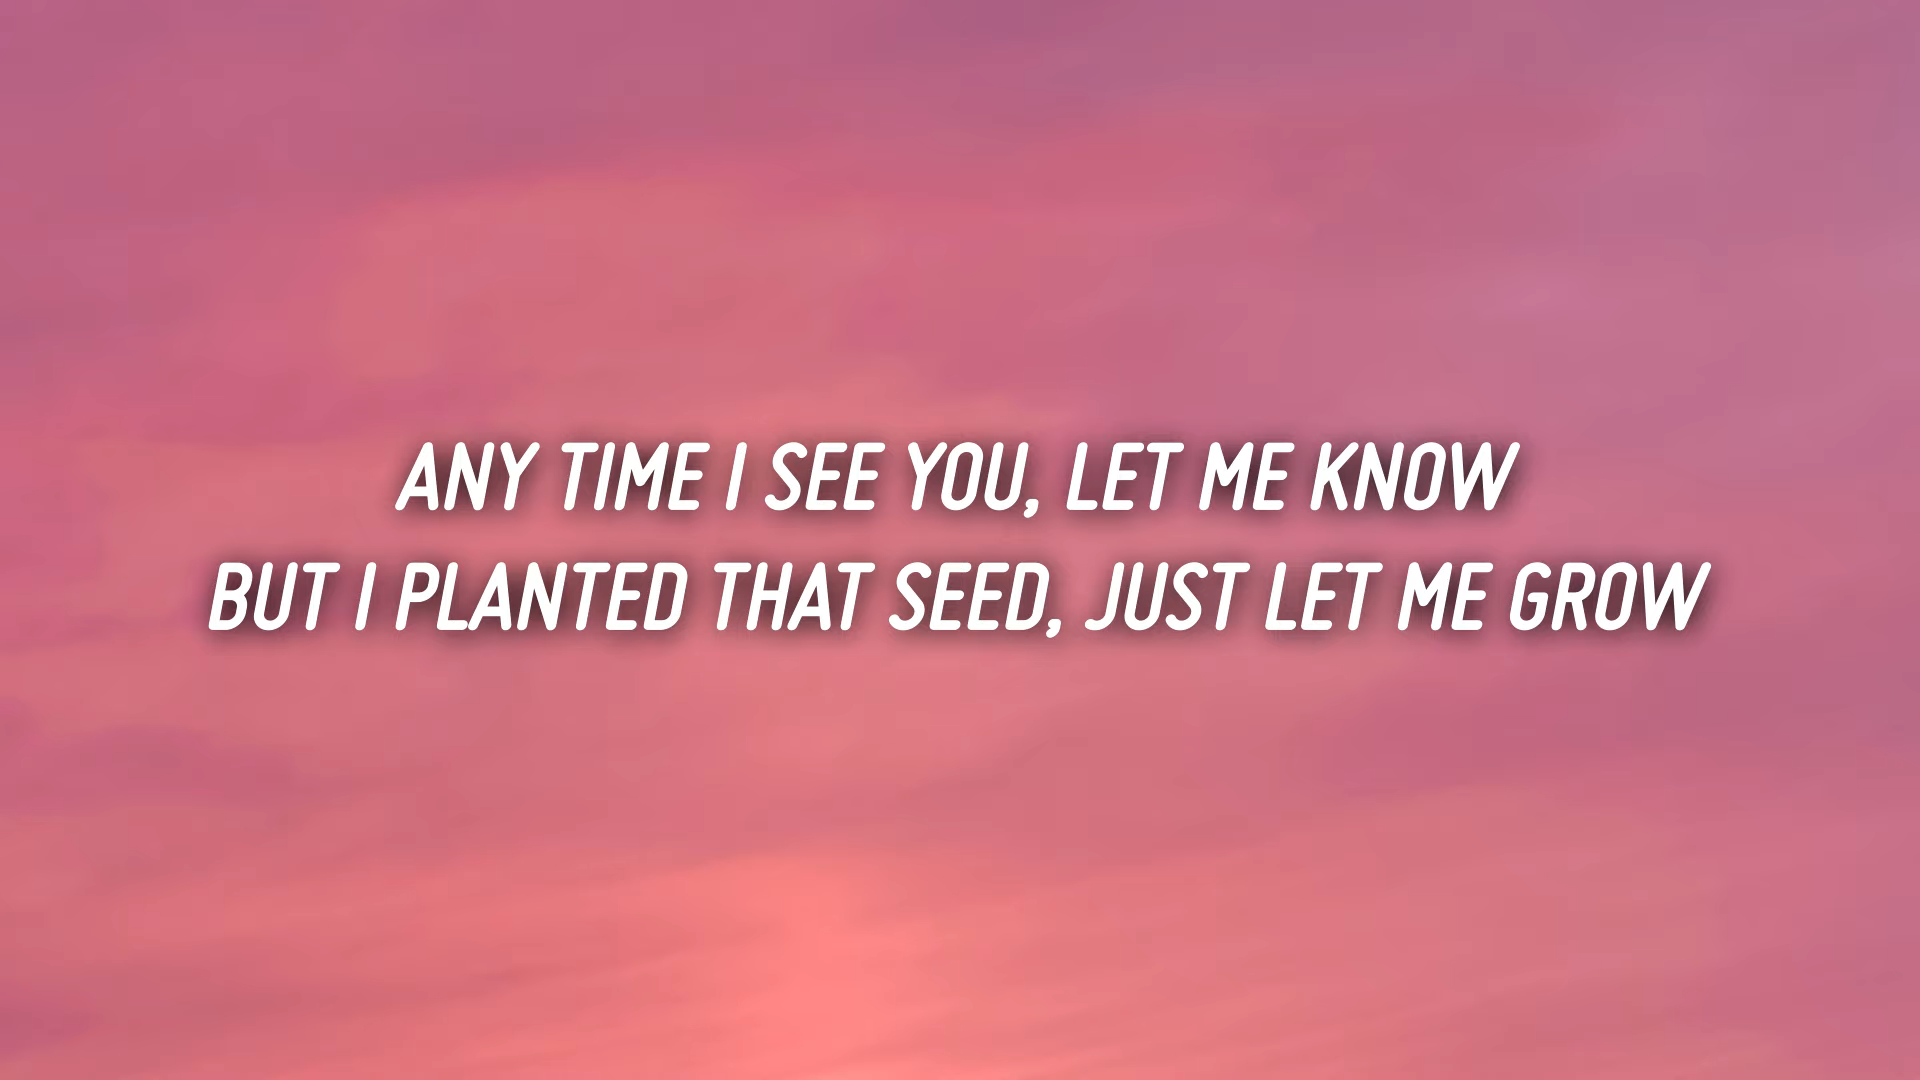 ANY TIME I SEE YOU, LET ME KNOW
BUT I PLANTED THAT SEED, JUST LET ME GROW